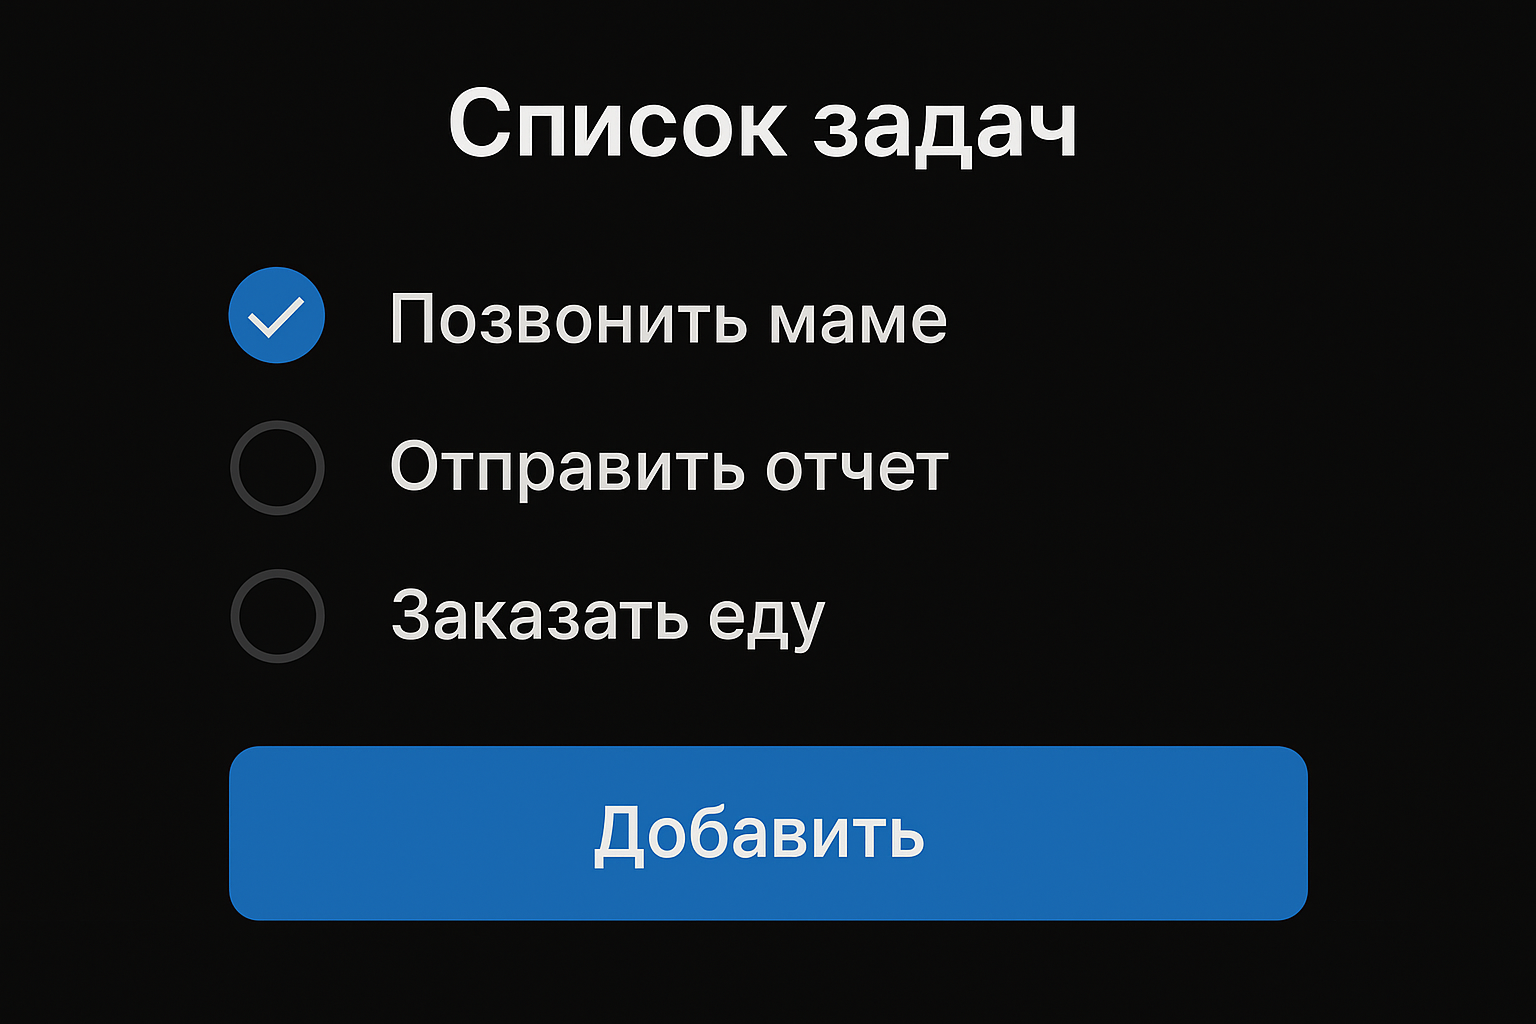 Список задач
Позвонить маме
Отправить отчет
Заказать еду
Добавить